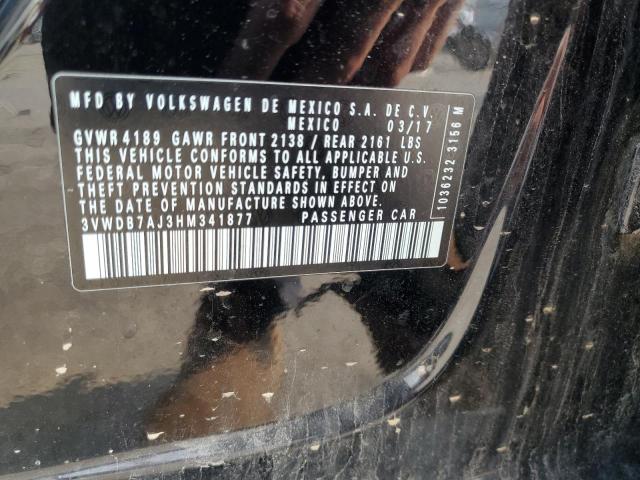 MFD BY VOLKSWAGEN DE MEXICO S.A. DE C.V.
MEXICO 03/17
GVWR 4189 GAWR FRONT 2138 / REAR 2161 LBS
THIS VEHICLE CONFORMS TO ALL APPLICABLE U.S.
FEDERAL MOTOR VEHICLE SAFETY, BUMPER AND
THEFT PREVENTION STANDARDS IN EFFECT ON
THE DATE OF MANUFACTURE SHOWN ABOVE.
3VWDB7AJ3HM341877 PASSENGER CAR
1036232 3156 M